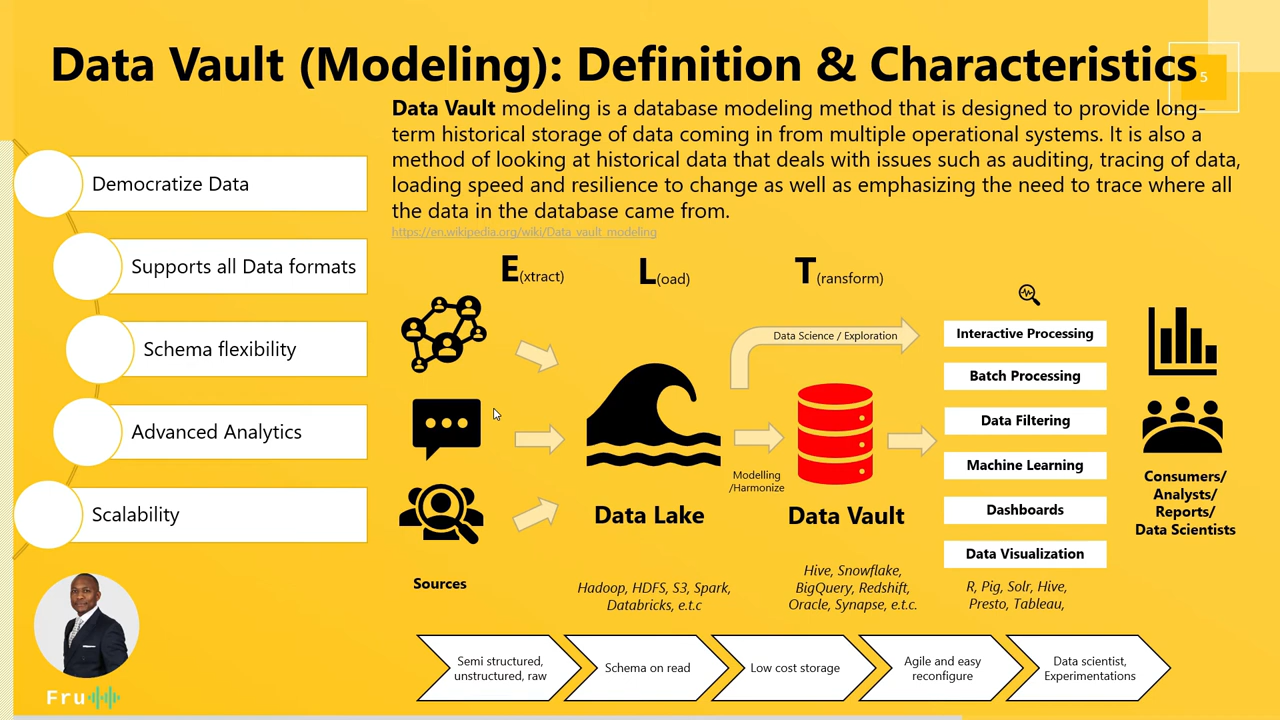 Data Vault (Modeling): Definition & Characteristics
5
Data Vault modeling is a database modeling method that is designed to provide long-
term historical storage of data coming in from multiple operational systems. It is also a
method of looking at historical data that deals with issues such as auditing, tracing of data,
loading speed and resilience to change as well as emphasizing the need to trace where all
the data in the database came from.
https://en.wikipedia.org/wiki/Data_vault_modeling
Democratize Data
Supports all Data formats
Schema flexibility
Advanced Analytics
Scalability
E(xtract)
L(oad)
T(ransform)
Data Science / Exploration
Modelling
/Harmonize
Sources
Data Lake
Hadoop, HDFS, S3, Spark,
Databricks, e.t.c
Data Vault
Hive, Snowflake,
BigQuery, Redshift,
Oracle, Synapse, e.t.c.
Interactive Processing
Batch Processing
Data Filtering
Machine Learning
Dashboards
Data Visualization
R, Pig, Solr, Hive,
Presto, Tableau,
Consumers/
Analysts/
Reports/
Data Scientists
Semi structured,
unstructured, raw
Schema on read
Low cost storage
Agile and easy
reconfigure
Data scientist,
Experimentations
Fru